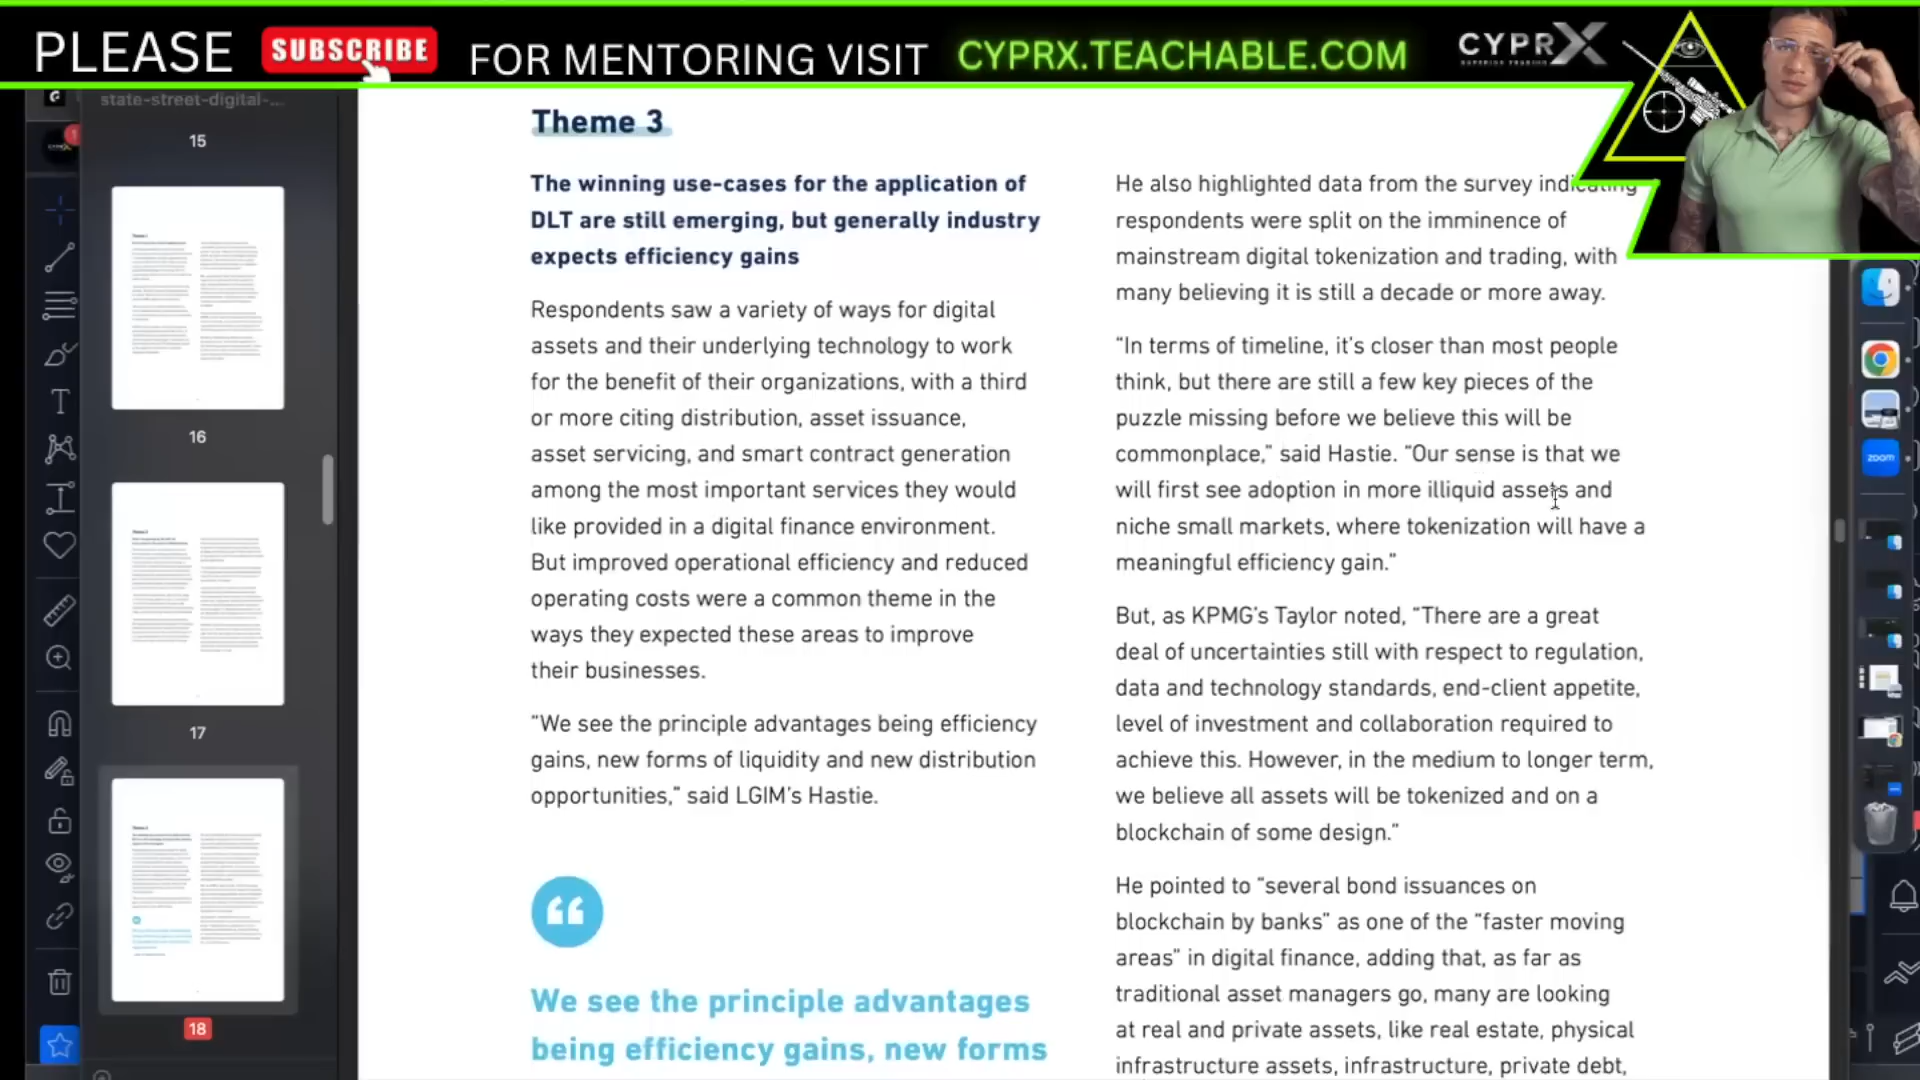 PLEASE
SUBSCRIBE
FOR MENTORING VISIT
CYPRX.TEACHABLE.COM
CYPRX
state-street-digital-...
15
16
17
18
1
T
zoom
Theme 3
The winning use-cases for the application of
DLT are still emerging, but generally industry
expects efficiency gains
Respondents saw a variety of ways for digital
assets and their underlying technology to work
for the benefit of their organizations, with a third
or more citing distribution, asset issuance,
asset servicing, and smart contract generation
among the most important services they would
like provided in a digital finance environment.
But improved operational efficiency and reduced
operating costs were a common theme in the
ways they expected these areas to improve
their businesses.
“We see the principle advantages being efficiency
gains, new forms of liquidity and new distribution
opportunities,” said LGIM’s Hastie.
We see the principle advantages
being efficiency gains, new forms
He also highlighted data from the survey indicating
respondents were split on the imminence of
mainstream digital tokenization and trading, with
many believing it is still a decade or more away.
“In terms of timeline, it’s closer than most people
think, but there are still a few key pieces of the
puzzle missing before we believe this will be
commonplace,” said Hastie. “Our sense is that we
will first see adoption in more illiquid assets and
niche small markets, where tokenization will have a
meaningful efficiency gain.”
But, as KPMG’s Taylor noted, “There are a great
deal of uncertainties still with respect to regulation,
data and technology standards, end-client appetite,
level of investment and collaboration required to
achieve this. However, in the medium to longer term,
we believe all assets will be tokenized and on a
blockchain of some design.”
He pointed to “several bond issuances on
blockchain by banks” as one of the “faster moving
areas” in digital finance, adding that, as far as
traditional asset managers go, many are looking
at real and private assets, like real estate, physical
infrastructure assets, infrastructure, private debt,